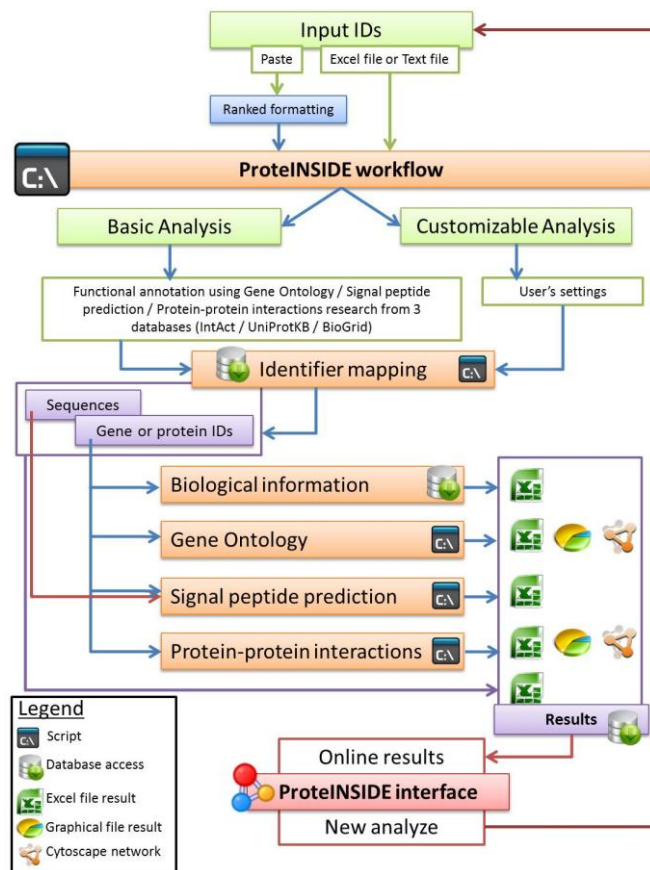 Input IDs
Paste
Excel file or Text file
Ranked formatting
C:\
ProteINSIDE workflow
Basic Analysis
Customizable Analysis
Functional annotation using Gene Ontology / Signal peptide
prediction / Protein-protein interactions research from 3
databases (IntAct / UniProtKB / BioGrid)
User's settings
Identifier mapping
C:\
Sequences
Gene or protein IDs
Biological information
Gene Ontology
C:\
Signal peptide prediction
C:\
Protein-protein interactions
C:\
Results
Legend
C:\
Script
Database access
Excel file result
Graphical file result
Cytoscape network
Online results
ProteINSIDE interface
New analyze